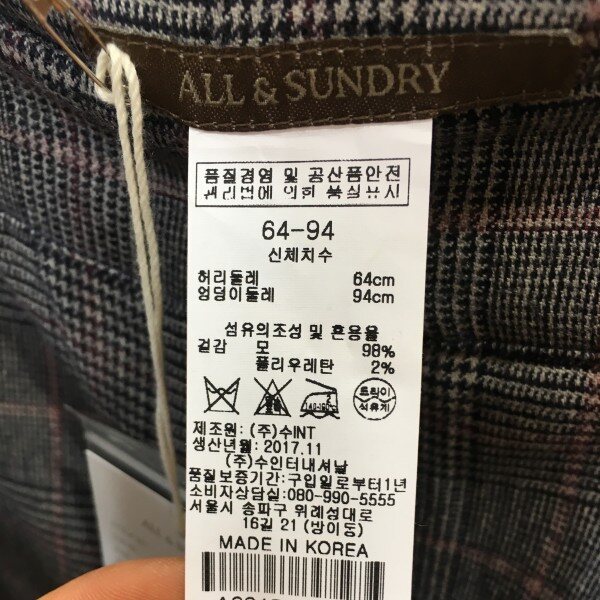 ALL & SUNDRY
품질경영 및 공산품안전
관리법에 의한 품질표시
64-94
신체치수
허리둘레 64cm
엉덩이둘레 94cm
섬유의조성 및 혼용율
겉감 모 98%
폴리우레탄 2%
드라이
석유계
제조원: (주)수INT
생산년월: 2017.11
(주)수인터내셔날
품질보증기간: 구입일로부터1년
소비자상담실: 080-990-5555
서울시 송파구 위례성대로
16길 21 (방이동)
MADE IN KOREA